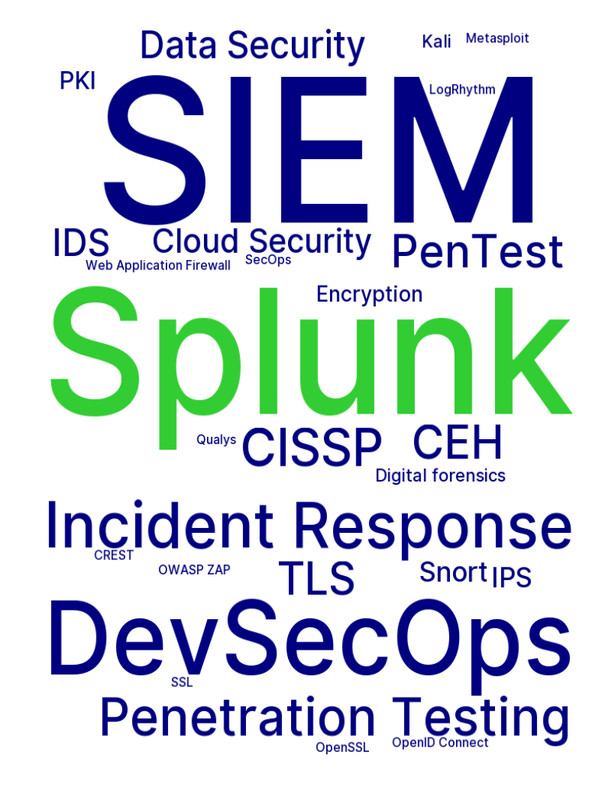 Data Security
Kali
Metasploit
PKI
SIEM
LogRhythm
IDS
Cloud Security
PenTest
Web Application Firewall
SecOps
Encryption
Splunk
Qualys
CISSP
CEH
Digital forensics
Incident Response
CREST
OWASP ZAP
TLS
Snort
IPS
DevSecOps
SSL
Penetration Testing
OpenSSL
OpenID Connect